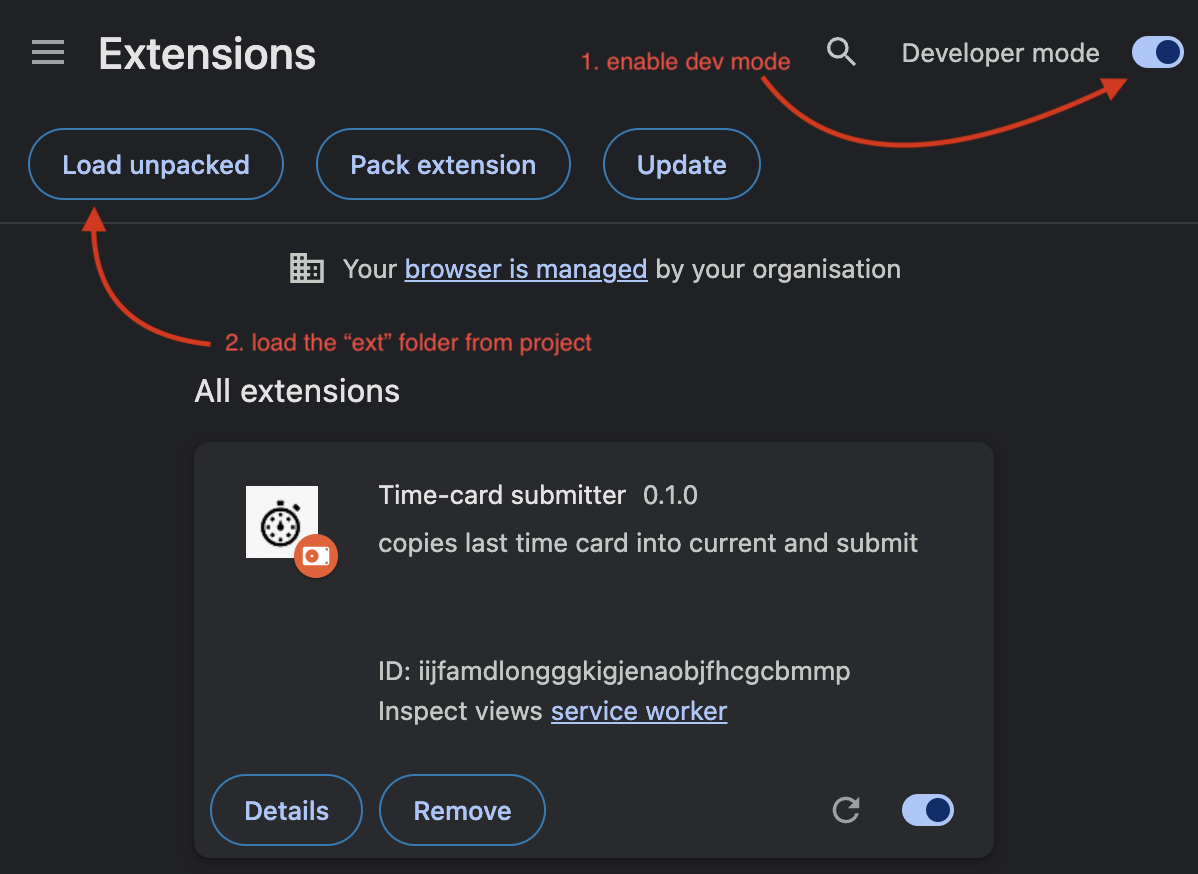 Extensions
1. enable dev mode
Developer mode
Load unpacked
Pack extension
Update
Your browser is managed by your organisation
2. load the “ext” folder from project
All extensions
Time-card submitter 0.1.0
copies last time card into current and submit
ID: iijfamdlongggkigjenaobjfhcgcbmmp
Inspect views service worker
Details
Remove